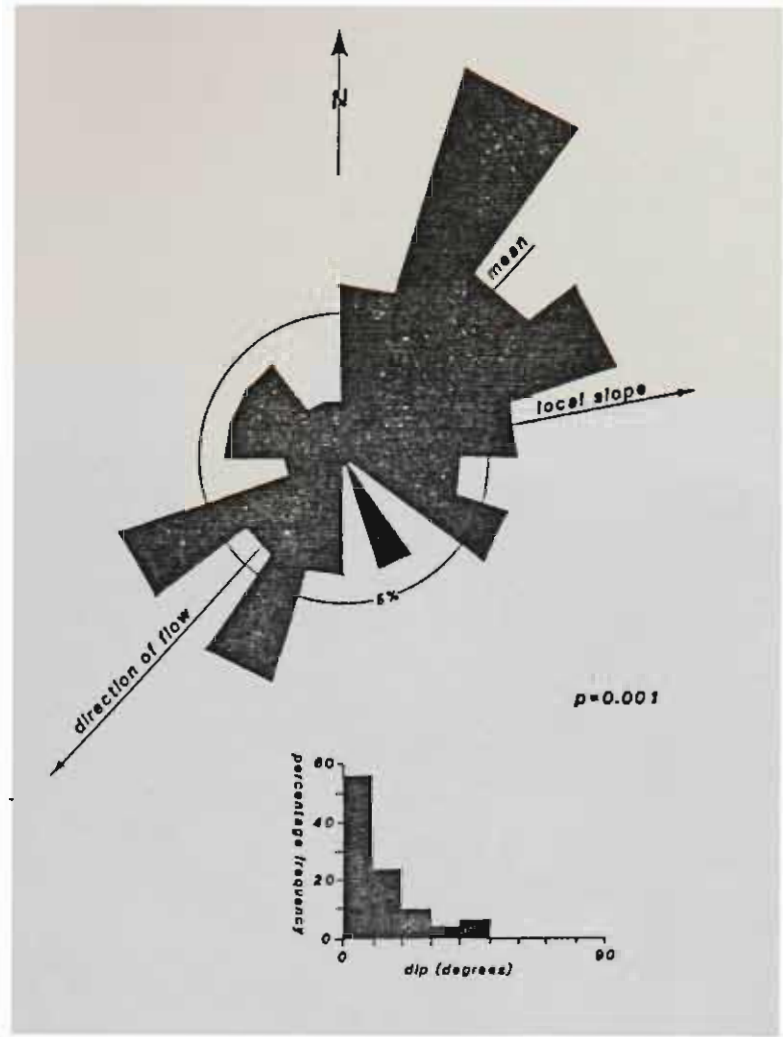 N
mean
local slope
5%
direction of flow
p=0.001
percentage frequency
60
40
20
0
0
90
dip (degrees)